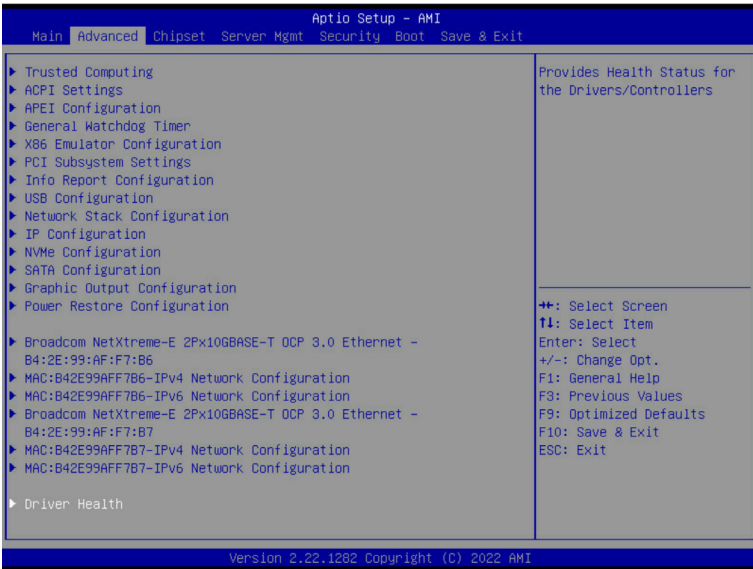 Aptio Setup – AMI
Main Advanced Chipset Server Mgmt Security Boot Save & Exit
Trusted Computing
ACPI Settings
APEI Configuration
General Watchdog Timer
X86 Emulator Configuration
PCI Subsystem Settings
Info Report Configuration
USB Configuration
Network Stack Configuration
IP Configuration
NVMe Configuration
SATA Configuration
Graphic Output Configuration
Power Restore Configuration
Broadcom NetXtreme-E 2Px10GBASE-T OCP 3.0 Ethernet –
B4:2E:99:AF:F7:B6
MAC:B42E99AFF7B6-IPv4 Network Configuration
MAC:B42E99AFF7B6-IPv6 Network Configuration
Broadcom NetXtreme-E 2Px10GBASE-T OCP 3.0 Ethernet –
B4:2E:99:AF:F7:B7
MAC:B42E99AFF7B7-IPv4 Network Configuration
MAC:B42E99AFF7B7-IPv6 Network Configuration
Driver Health
Provides Health Status for
the Drivers/Controllers
→←: Select Screen
↑↓: Select Item
Enter: Select
+/-: Change Opt.
F1: General Help
F3: Previous Values
F9: Optimized Defaults
F10: Save & Exit
ESC: Exit
Version 2.22.1282 Copyright (C) 2022 AMI